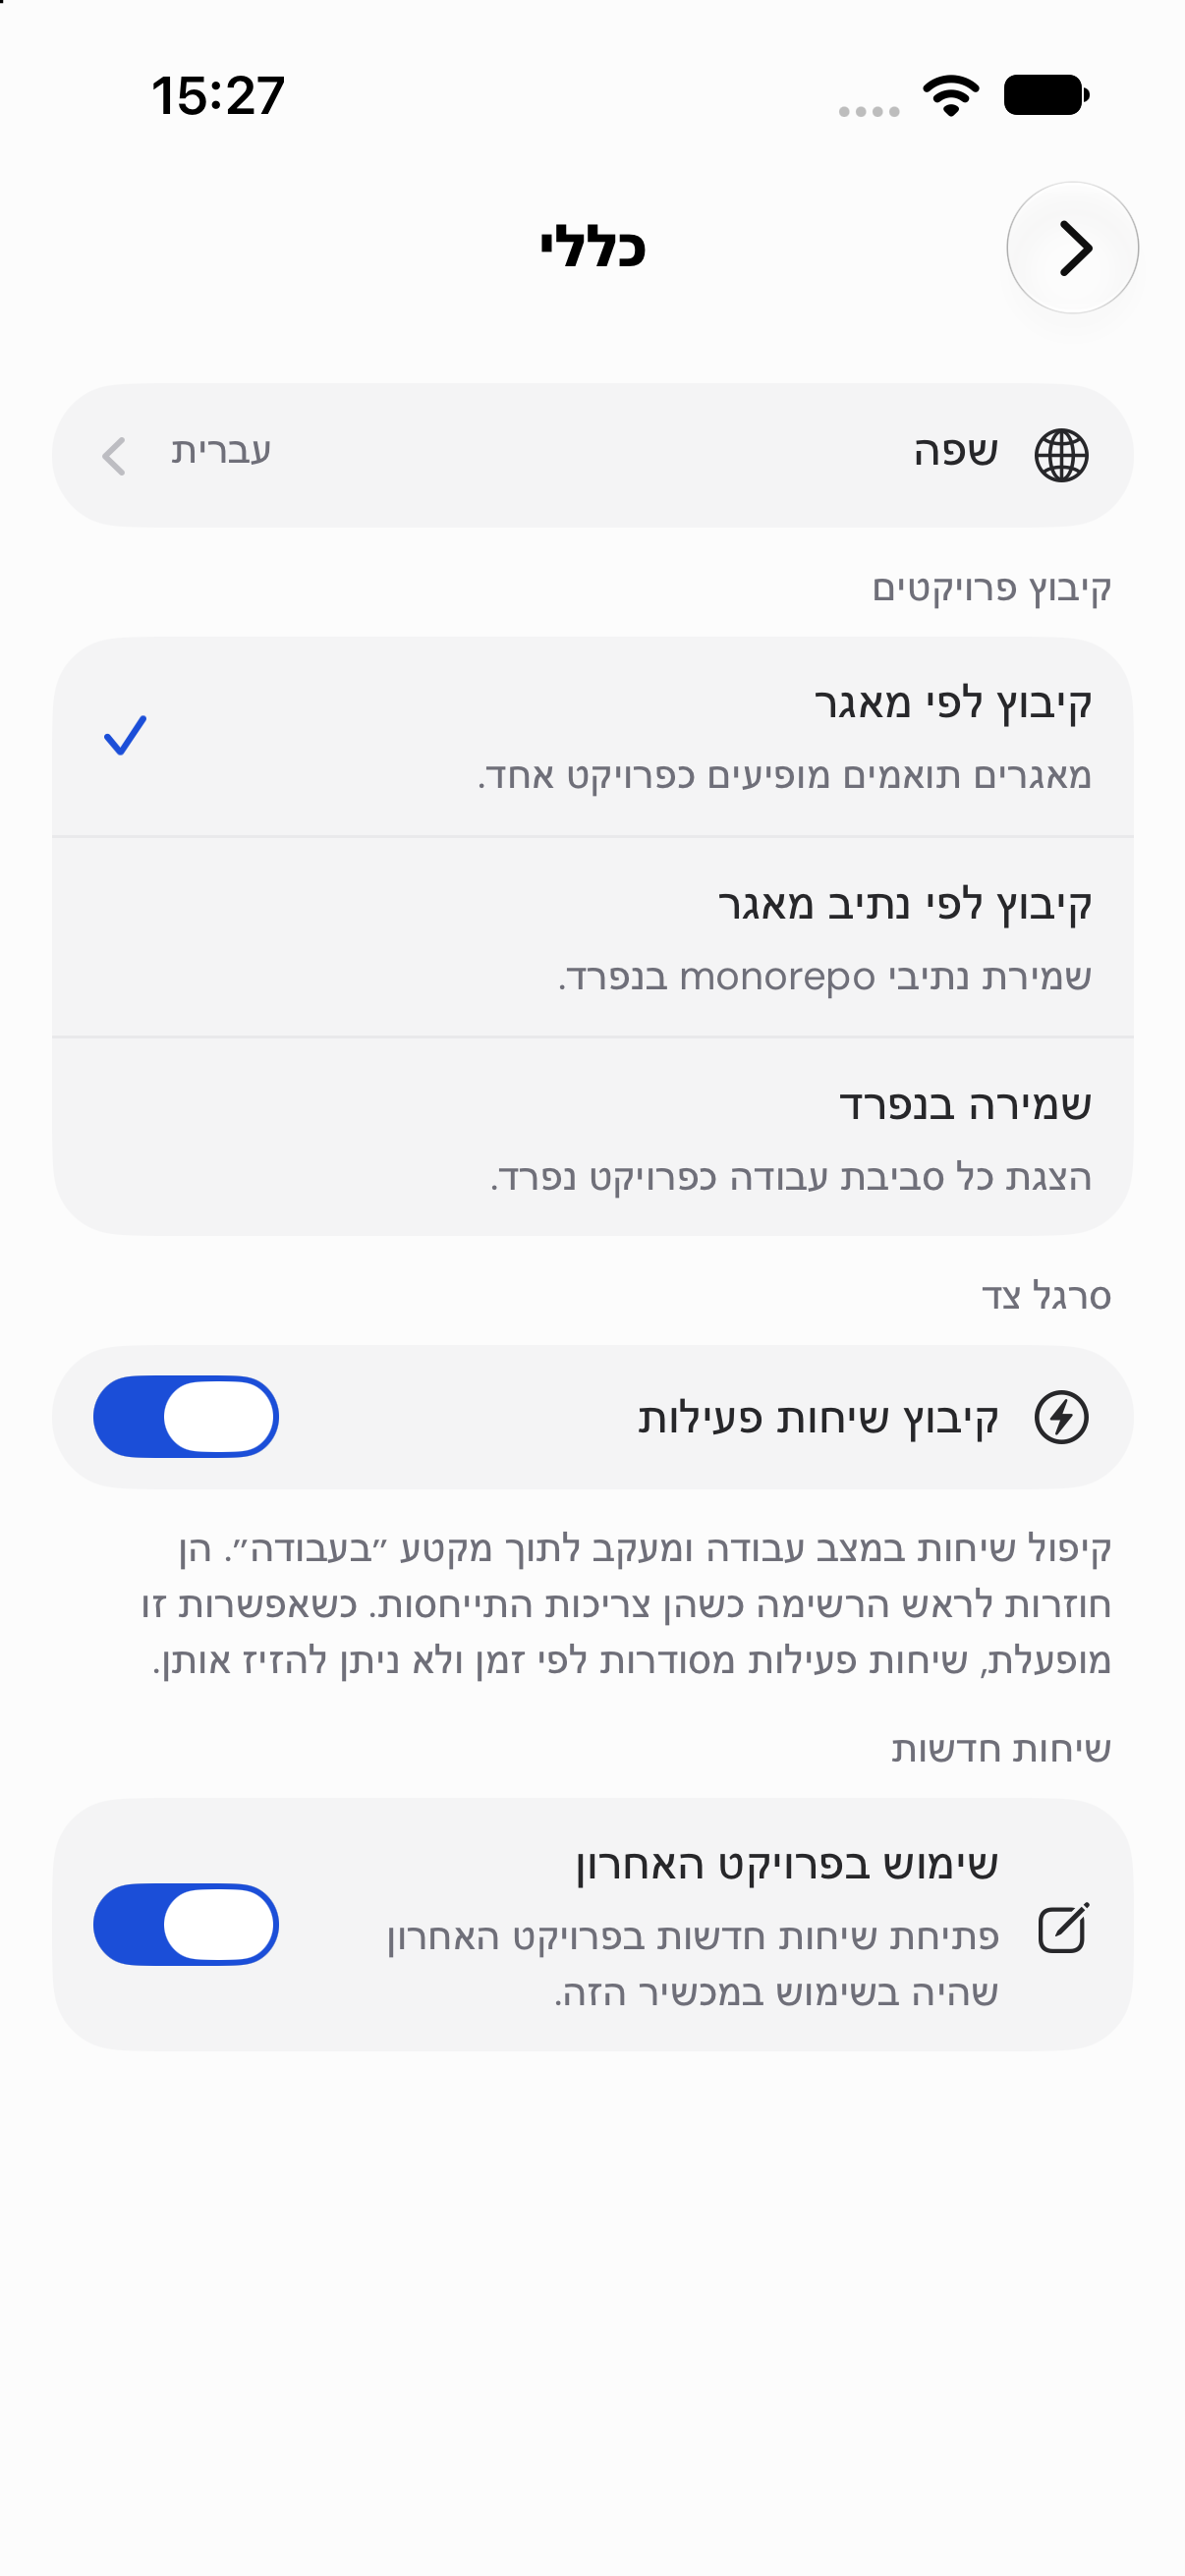 15:27
כללי
שפה
עברית
קיבוץ פרויקטים
קיבוץ לפי מאגר
מאגרים תואמים מופיעים כפרויקט אחד.
קיבוץ לפי נתיב מאגר
שמירת נתיבי monorepo בנפרד.
שמירה בנפרד
הצגת כל סביבת עבודה כפרויקט נפרד.
סרגל צד
קיבוץ שיחות פעילות
קיפול שיחות במצב עבודה ומעקב לתוך מקטע ״בעבודה״. הן
חוזרות לראש הרשימה כשהן צריכות התייחסות. כשאפשרות זו
מופעלת, שיחות פעילות מסודרות לפי זמן ולא ניתן להזיז אותן.
שיחות חדשות
שימוש בפרויקט האחרון
פתיחת שיחות חדשות בפרויקט האחרון
שהיה בשימוש במכשיר הזה.